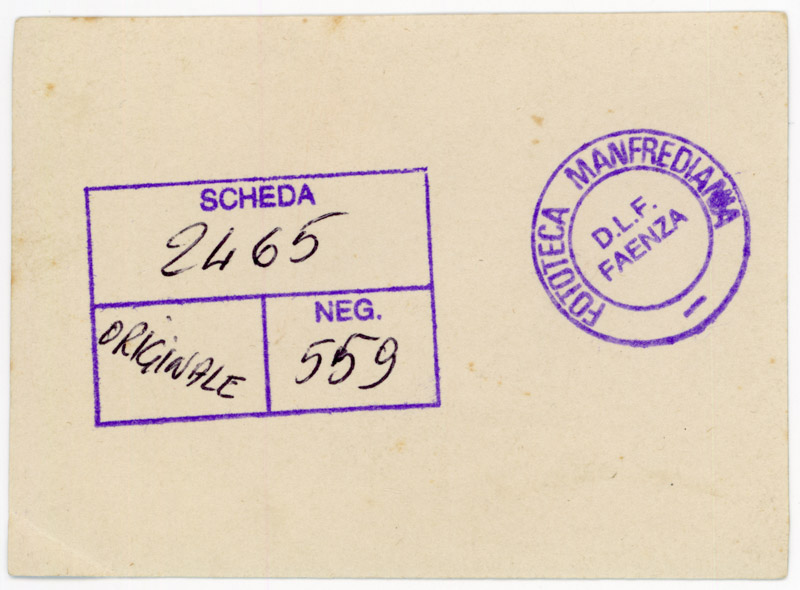 SCHEDA
2465
ORIGINALE
NEG.
559
FOTOTECA MANFREDIANA
D.L.F.
FAENZA